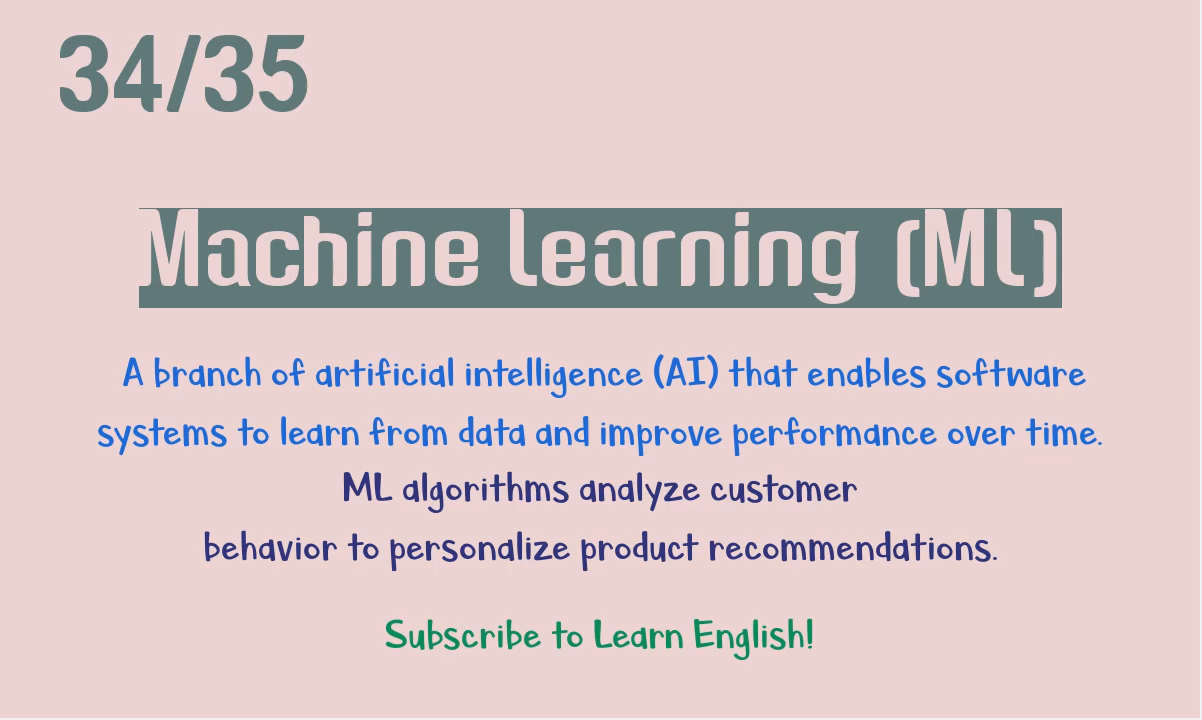 34/35
Machine Learning (ML)
A branch of artificial intelligence (AI) that enables software
systems to learn from data and improve performance over time.
ML algorithms analyze customer
behavior to personalize product recommendations.
Subscribe to Learn English!